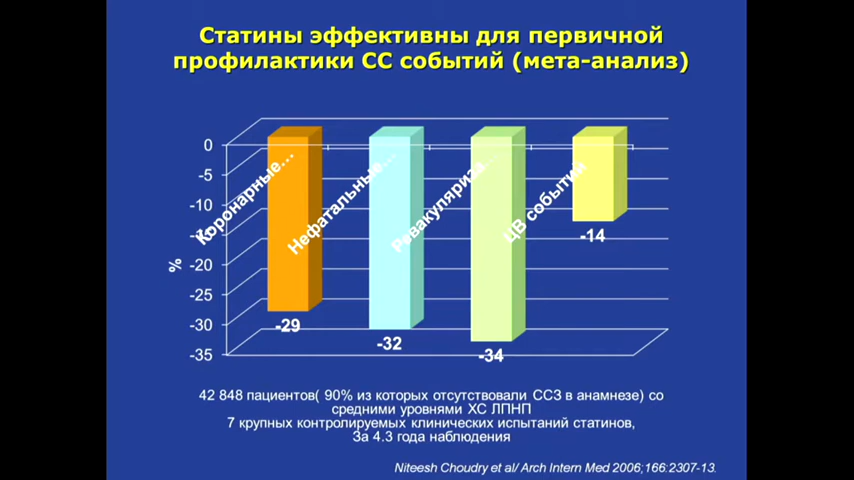 Статины эффективны для первичной
профилактики СС событий (мета-анализ)
0
-5
-10
-15
-20
-25
-30
-35
%
Коронарные...
Нефатальные...
Ревакуляриза...
ЦВ событий
-29
-32
-34
-14
42 848 пациентов( 90% из которых отсутствовали ССЗ в анамнезе) со
средними уровнями ХС ЛПНП
7 крупных контролируемых клинических испытаний статинов,
За 4.3 года наблюдения
Niteesh Choudry et al/ Arch Intern Med 2006;166:2307-13.